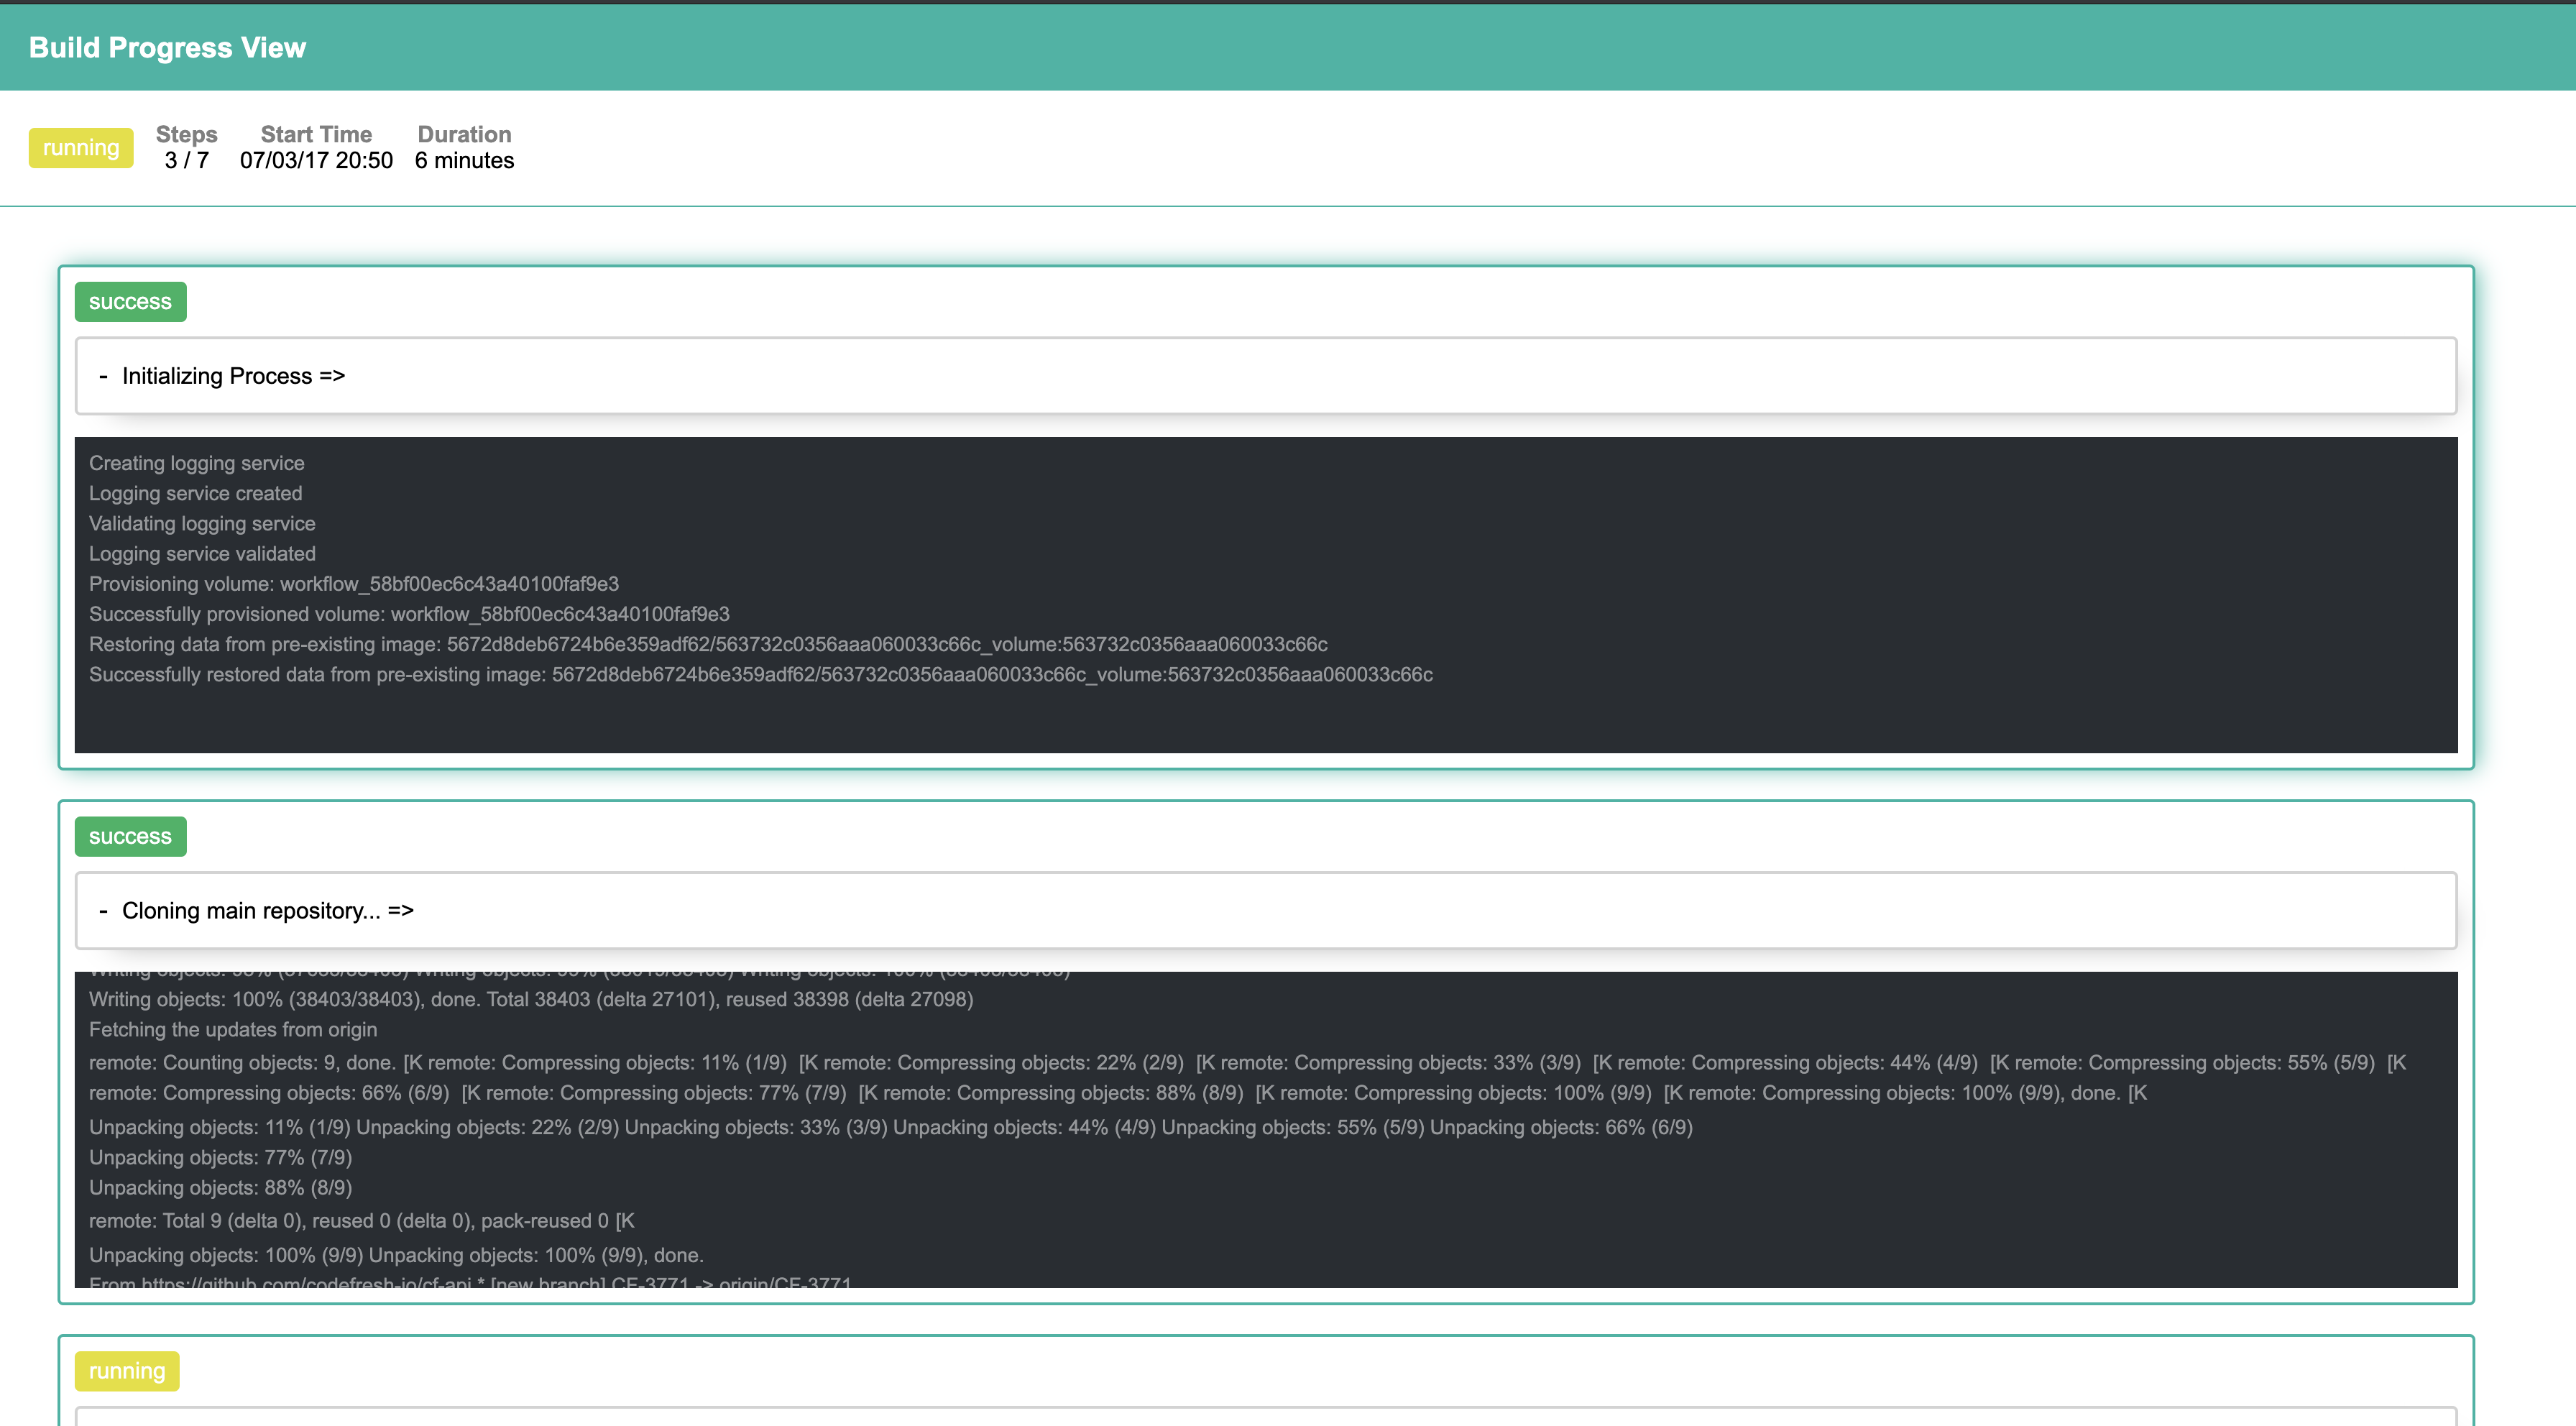 Build Progress View
running
Steps
3 / 7
Start Time
07/03/17 20:50
Duration
6 minutes
success
- Initializing Process =>
Creating logging service
Logging service created
Validating logging service
Logging service validated
Provisioning volume: workflow_58bf00ec6c43a40100faf9e3
Successfully provisioned volume: workflow_58bf00ec6c43a40100faf9e3
Restoring data from pre-existing image: 5672d8deb6724b6e359adf62/563732c0356aaa060033c66c_volume:563732c0356aaa060033c66c
Successfully restored data from pre-existing image: 5672d8deb6724b6e359adf62/563732c0356aaa060033c66c_volume:563732c0356aaa060033c66c
success
- Cloning main repository... =>
Writing objects: 100% (38403/38403), done. Total 38403 (delta 27101), reused 38398 (delta 27098)
Fetching the updates from origin
remote: Counting objects: 9, done. [K remote: Compressing objects: 11% (1/9) [K remote: Compressing objects: 22% (2/9) [K remote: Compressing objects: 33% (3/9) [K remote: Compressing objects: 44% (4/9) [K remote: Compressing objects: 55% (5/9) [K
remote: Compressing objects: 66% (6/9) [K remote: Compressing objects: 77% (7/9) [K remote: Compressing objects: 88% (8/9) [K remote: Compressing objects: 100% (9/9) [K remote: Compressing objects: 100% (9/9), done. [K
Unpacking objects: 11% (1/9) Unpacking objects: 22% (2/9) Unpacking objects: 33% (3/9) Unpacking objects: 44% (4/9) Unpacking objects: 55% (5/9) Unpacking objects: 66% (6/9)
Unpacking objects: 77% (7/9)
Unpacking objects: 88% (8/9)
remote: Total 9 (delta 0), reused 0 (delta 0), pack-reused 0 [K
Unpacking objects: 100% (9/9) Unpacking objects: 100% (9/9), done.
From https://github.com/codefresh-io/cf-api * [new branch] CF-3771 -> origin/CF-3771
running